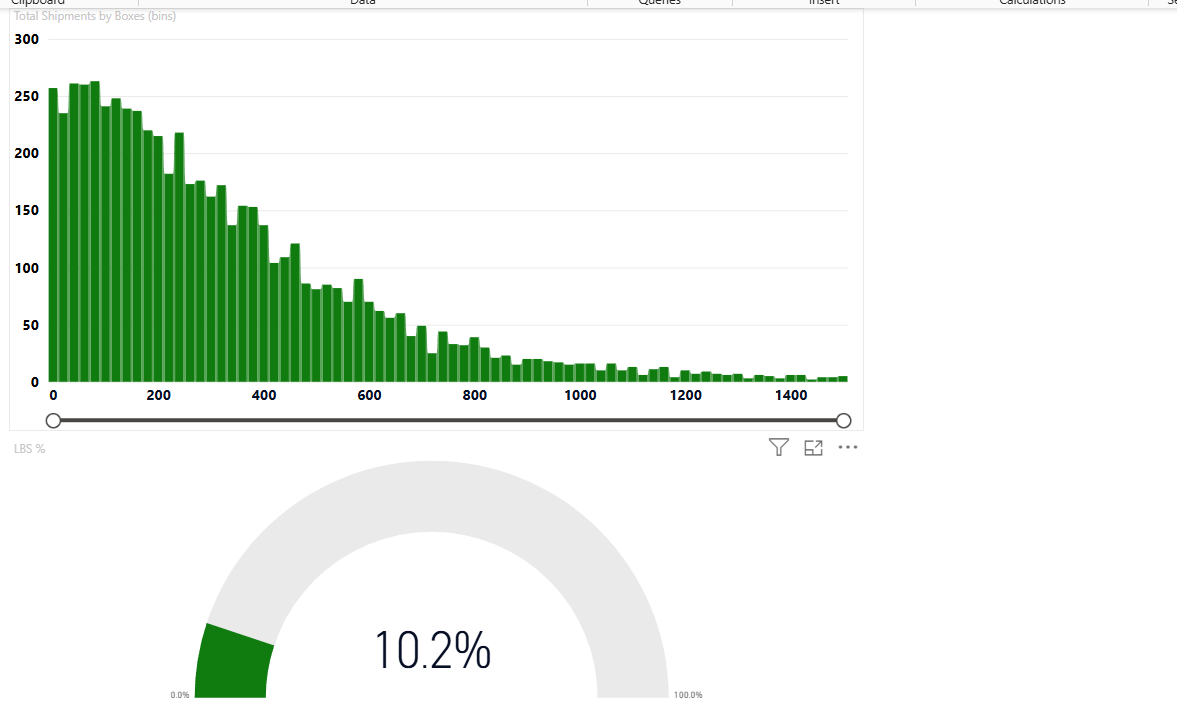 Clipboard Data Queries Insert Calculations
Total Shipments by Boxes (bins)
300
250
200
150
100
50
0
0 200 400 600 800 1000 1200 1400
LBS %
10.2%
0.0% 100.0%